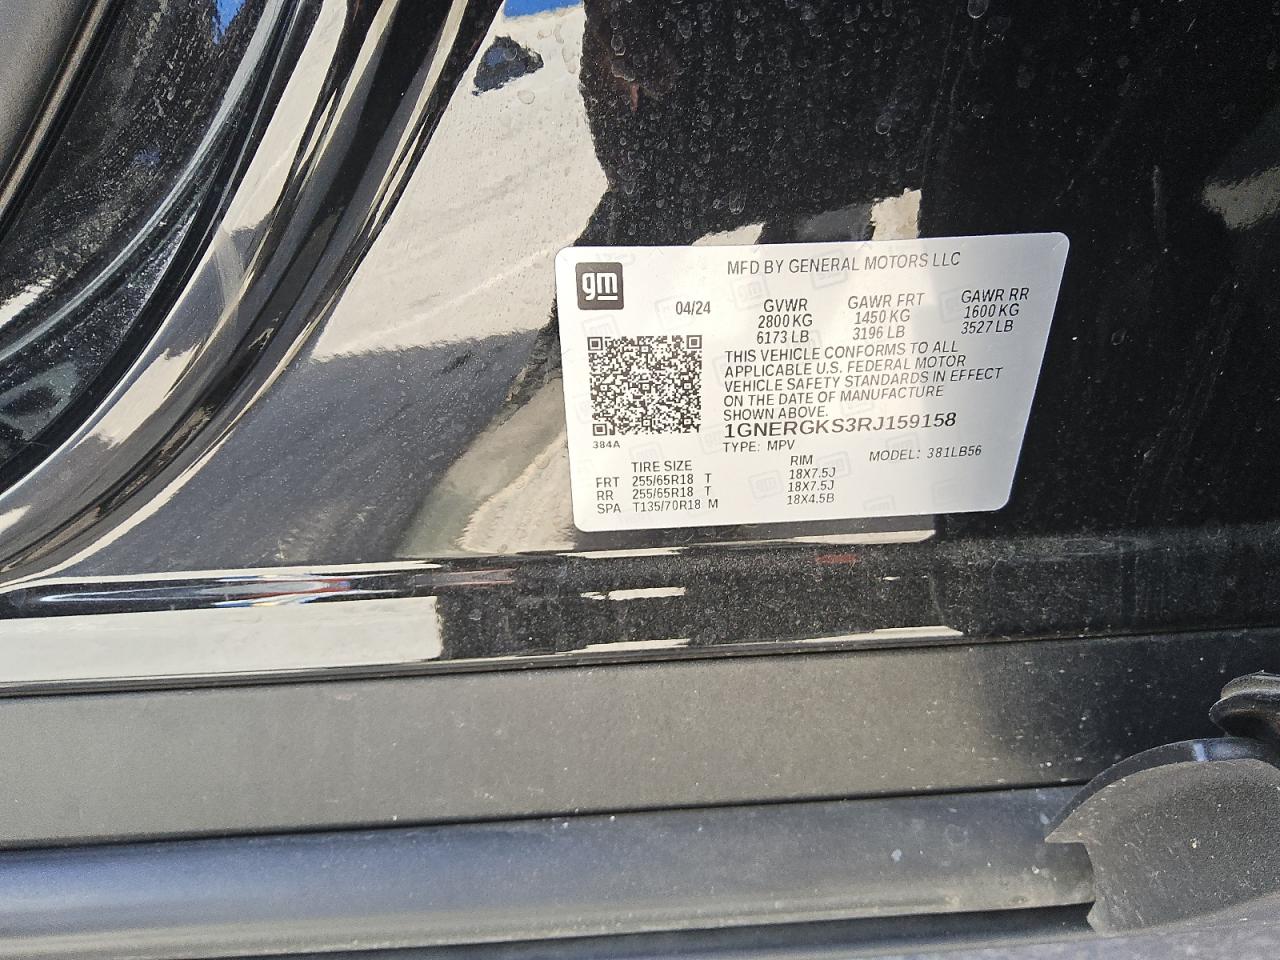 MFD BY GENERAL MOTORS LLC
gm
04/24
GVWR GAWR FRT GAWR RR
2800 KG 1450 KG 1600 KG
6173 LB 3196 LB 3527 LB
THIS VEHICLE CONFORMS TO ALL
APPLICABLE U.S. FEDERAL MOTOR
VEHICLE SAFETY STANDARDS IN EFFECT
ON THE DATE OF MANUFACTURE
SHOWN ABOVE.
1GNERGKS3RJ159158
384A
TYPE: MPV MODEL: 381LB56
TIRE SIZE RIM
FRT 255/65R18 T 18X7.5J
RR 255/65R18 T 18X7.5J
SPA T135/70R18 M 18X4.5B